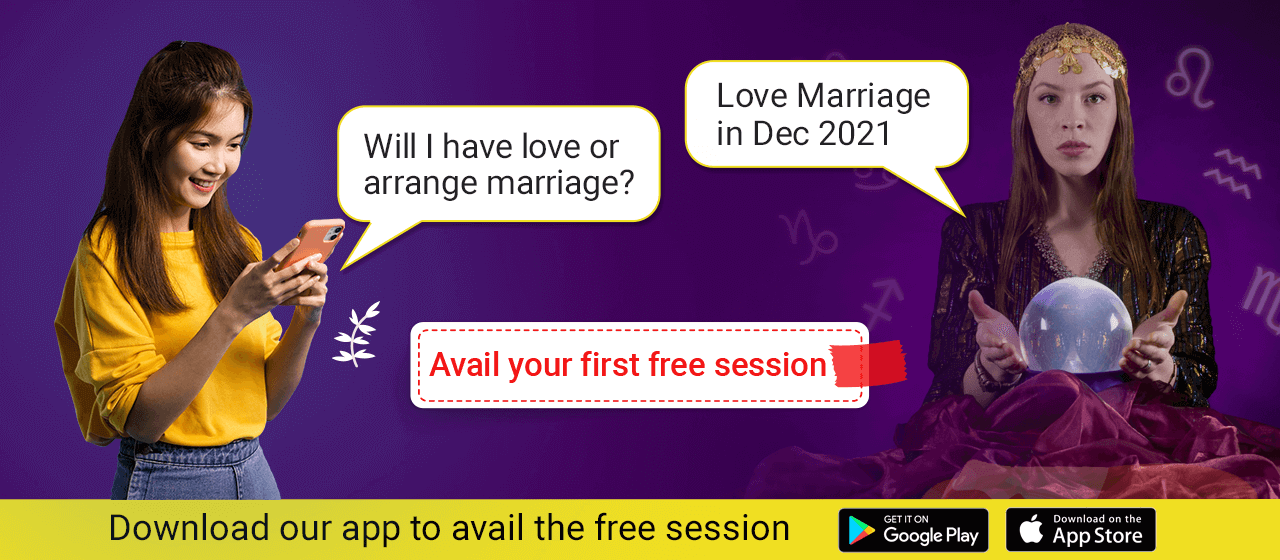 Will I have love or
arrange marriage?
Love Marriage
in Dec 2021
Avail your first free session
Download our app to avail the free session
GET IT ON
Google Play
Download on the
App Store